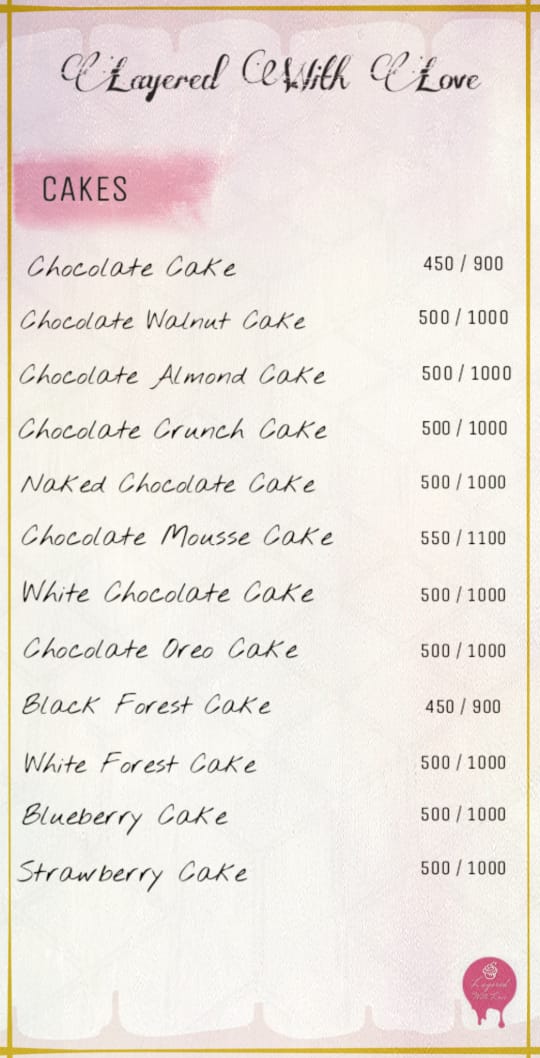 Layered With Love
CAKES
Chocolate Cake 450 / 900
Chocolate Walnut Cake 500 / 1000
Chocolate Almond Cake 500 / 1000
Chocolate Crunch Cake 500 / 1000
Naked Chocolate Cake 500 / 1000
Chocolate Mousse Cake 550 / 1100
White Chocolate Cake 500 / 1000
Chocolate Oreo Cake 500 / 1000
Black Forest Cake 450 / 900
White Forest Cake 500 / 1000
Blueberry Cake 500 / 1000
Strawberry Cake 500 / 1000
Layered
With Love